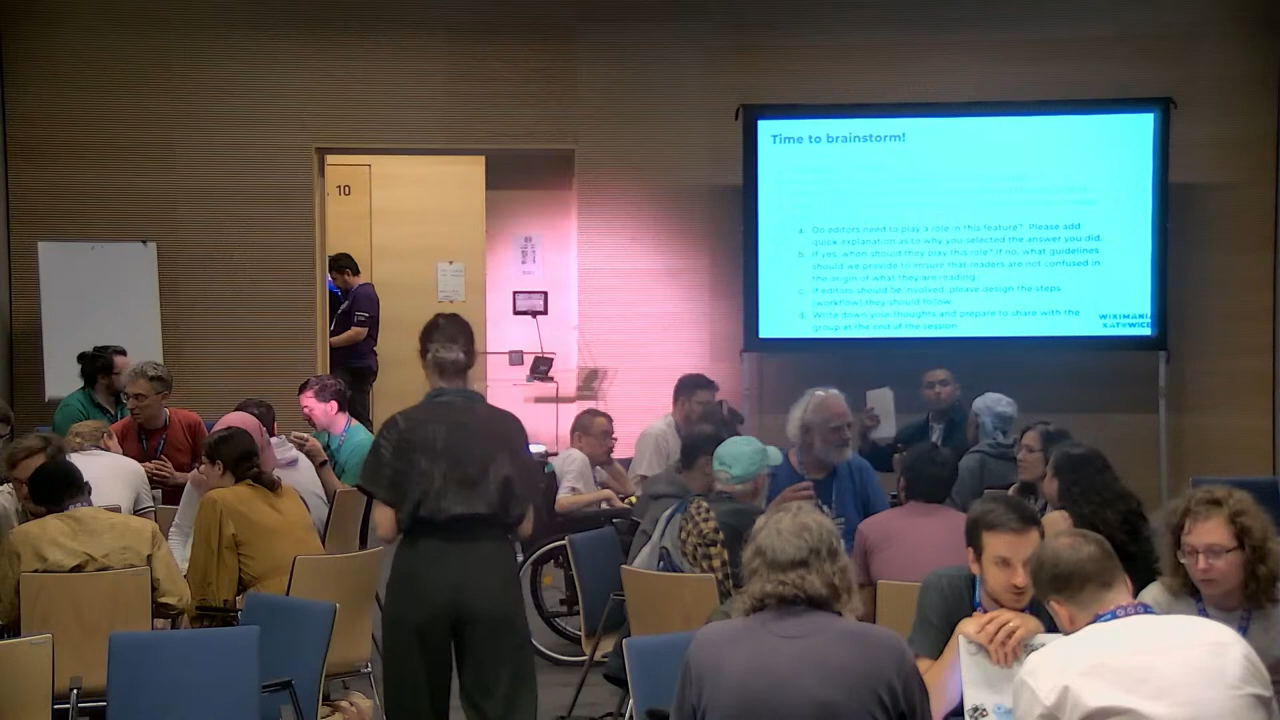 10
Time to brainstorm!
a. Do editors need to play a role in this feature? Please add
quick explanation as to why you selected the answer you did.
b. If yes, when should they play this role? If no, what guidelines
should we provide to ensure that readers are not confused in
the origin of what they are reading.
c. If editors should be involved, please design the steps
(workflow) they should follow.
d. Write down your thoughts and prepare to share with the
group at the end of the session.
WIKIMANIA
KATOWICE